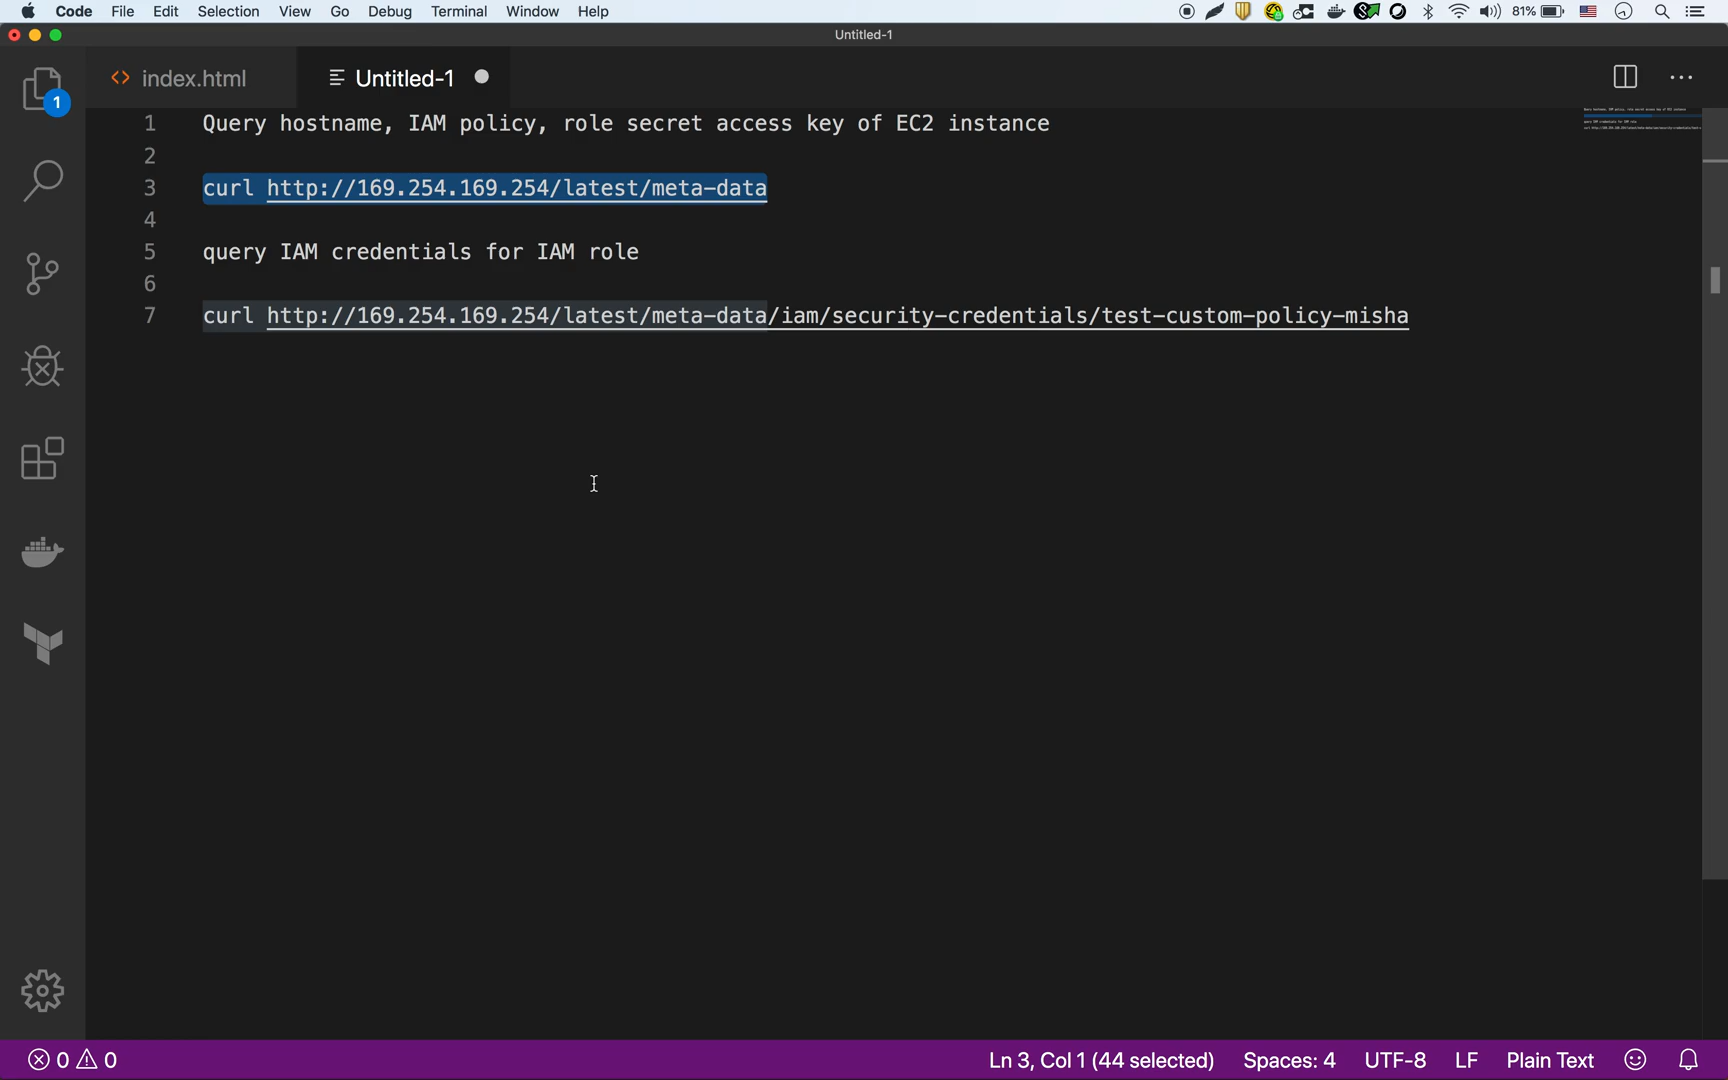 Code File Edit Selection View Go Debug Terminal Window Help 81%
Untitled-1
index.html Untitled-1
1
1 Query hostname, IAM policy, role secret access key of EC2 instance
2
3 curl http://169.254.169.254/latest/meta-data
4
5 query IAM credentials for IAM role
6
7 curl http://169.254.169.254/latest/meta-data/iam/security-credentials/test-custom-policy-misha
0 0 Ln 3, Col 1 (44 selected) Spaces: 4 UTF-8 LF Plain Text